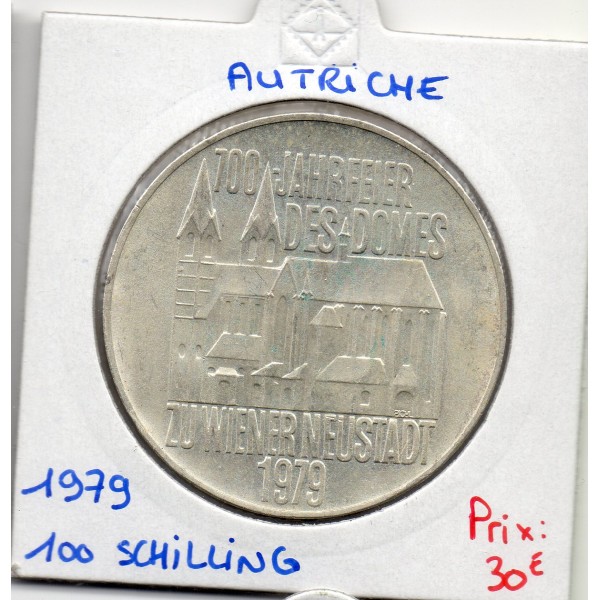 AUTRICHE
700-JAHRFEIER
DES DOMES
ZU WIENER NEUSTADT
1979
1979
100 SCHILLING
Prix:
30€